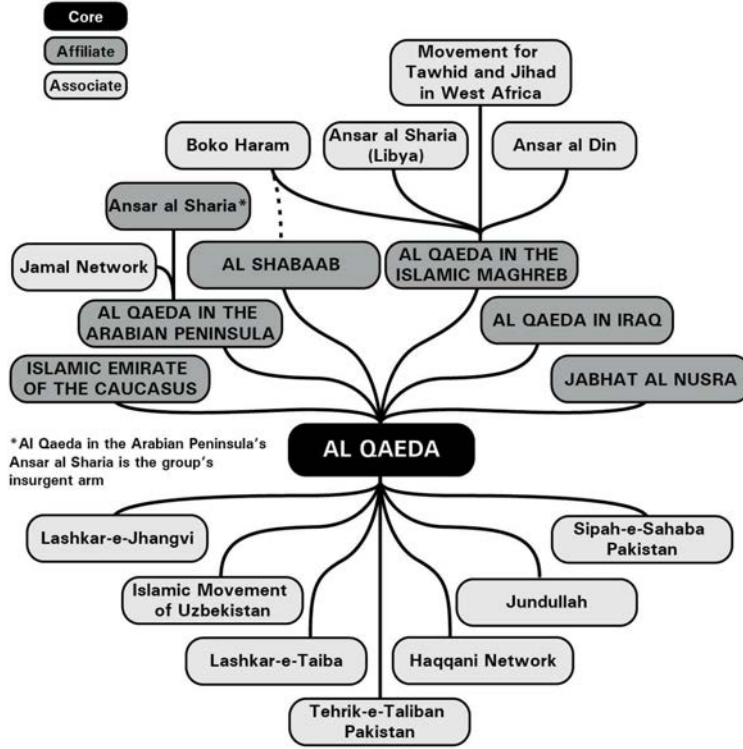 Core
Affiliate
Associate
Movement for
Tawhid and Jihad
in West Africa
Boko Haram
Ansar al Sharia
(Libya)
Ansar al Din
Ansar al Sharia*
Jamal Network
AL SHABAAB
AL QAEDA IN THE
ISLAMIC MAGHREB
AL QAEDA IN THE
ARABIAN PENINSULA
AL QAEDA IN IRAQ
ISLAMIC EMIRATE
OF THE CAUCASUS
JABHAT AL NUSRA
*Al Qaeda in the Arabian Peninsula's
Ansar al Sharia is the group's
insurgent arm
AL QAEDA
Lashkar-e-Jhangvi
Sipah-e-Sahaba
Pakistan
Islamic Movement
of Uzbekistan
Jundullah
Lashkar-e-Taiba
Haqqani Network
Tehrik-e-Taliban
Pakistan